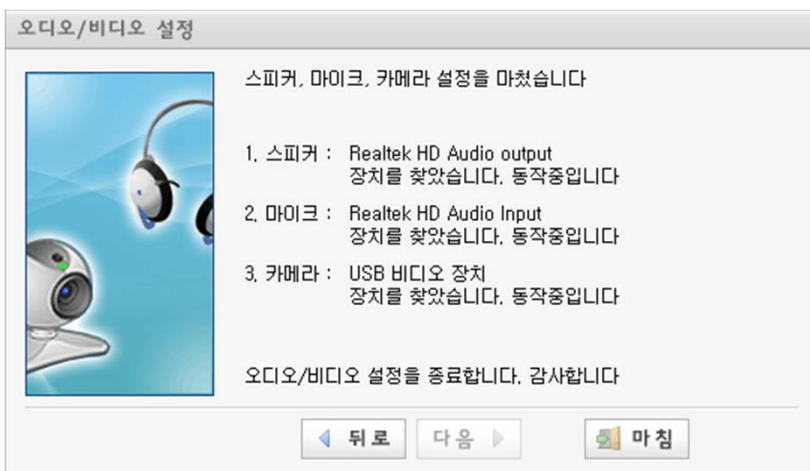 오디오/비디오 설정
스피커, 마이크, 카메라 설정을 마쳤습니다
1. 스피커 : Realtek HD Audio output
장치를 찾았습니다. 동작중입니다
2. 마이크 : Realtek HD Audio Input
장치를 찾았습니다. 동작중입니다
3. 카메라 : USB 비디오 장치
장치를 찾았습니다. 동작중입니다
오디오/비디오 설정을 종료합니다. 감사합니다
뒤로 다음 마침